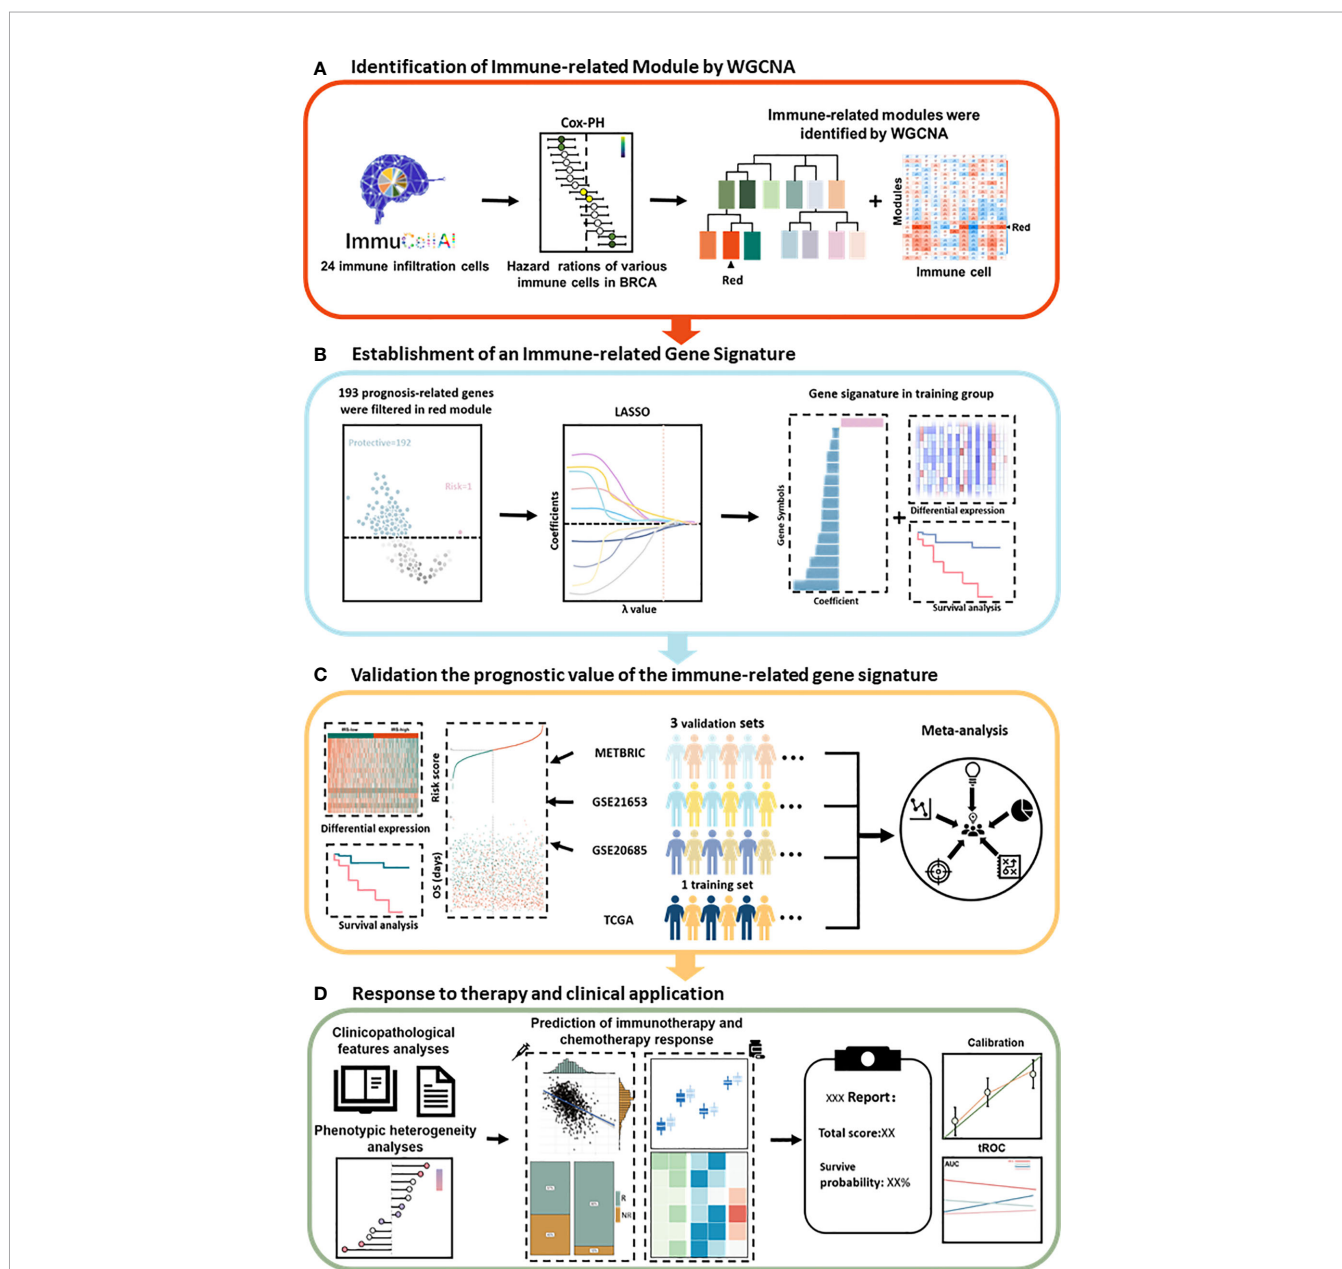 A Identification of Immune-related Module by WGCNA
Cox-PH
Immune-related modules were
identified by WGCNA
ImmuCellAI
24 immune infiltration cells
Hazard rations of various
immune cells in BRCA
Red
Modules
Red
Immune cell
B Establishment of an Immune-related Gene Signature
193 prognosis-related genes
were filtered in red module
Protective=192
Risk=1
LASSO
Coefficients
λ value
Gene siganature in training group
Gene Symbols
Coefficient
+
Differential expression
Survival analysis
C Validation the prognostic value of the immune-related gene signature
IRS-low IRS-high
Differential expression
Survival analysis
Risk score
OS (days)
3 validation sets
METBRIC
GSE21653
GSE20685
1 training set
TCGA
Meta-analysis
D Response to therapy and clinical application
Clinicopathological
features analyses
Phenotypic heterogeneity
analyses
Prediction of immunotherapy and
chemotherapy response
R
NR
XXX Report:
Total score:XX
Survive
probability: XX%
Calibration
tROC
AUC